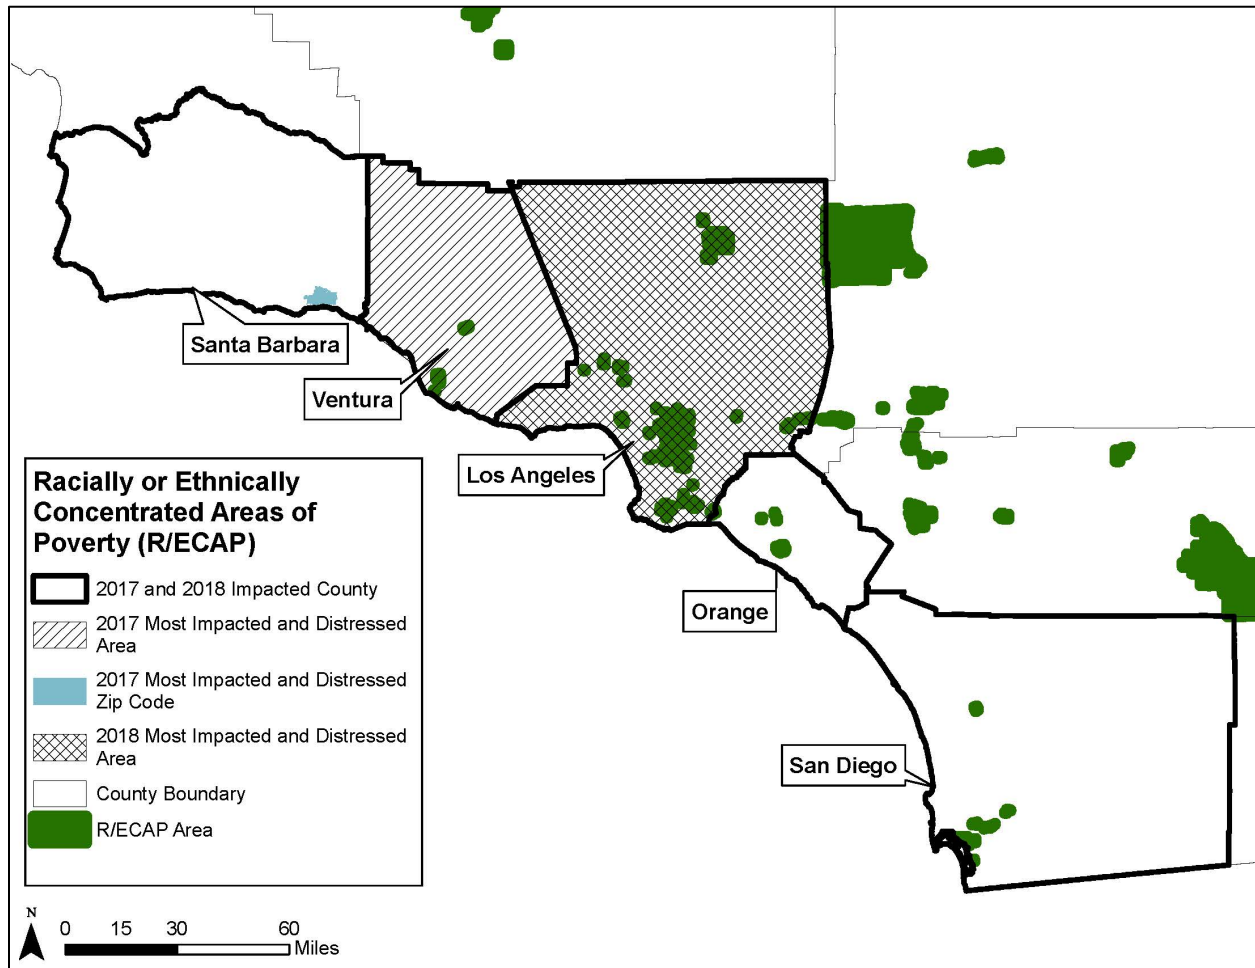 Santa Barbara
Ventura
Los Angeles
Orange
San Diego
Racially or Ethnically
Concentrated Areas of
Poverty (R/ECAP)
2017 and 2018 Impacted County
2017 Most Impacted and Distressed
Area
2017 Most Impacted and Distressed
Zip Code
2018 Most Impacted and Distressed
Area
County Boundary
R/ECAP Area
N
0 15 30 60
Miles